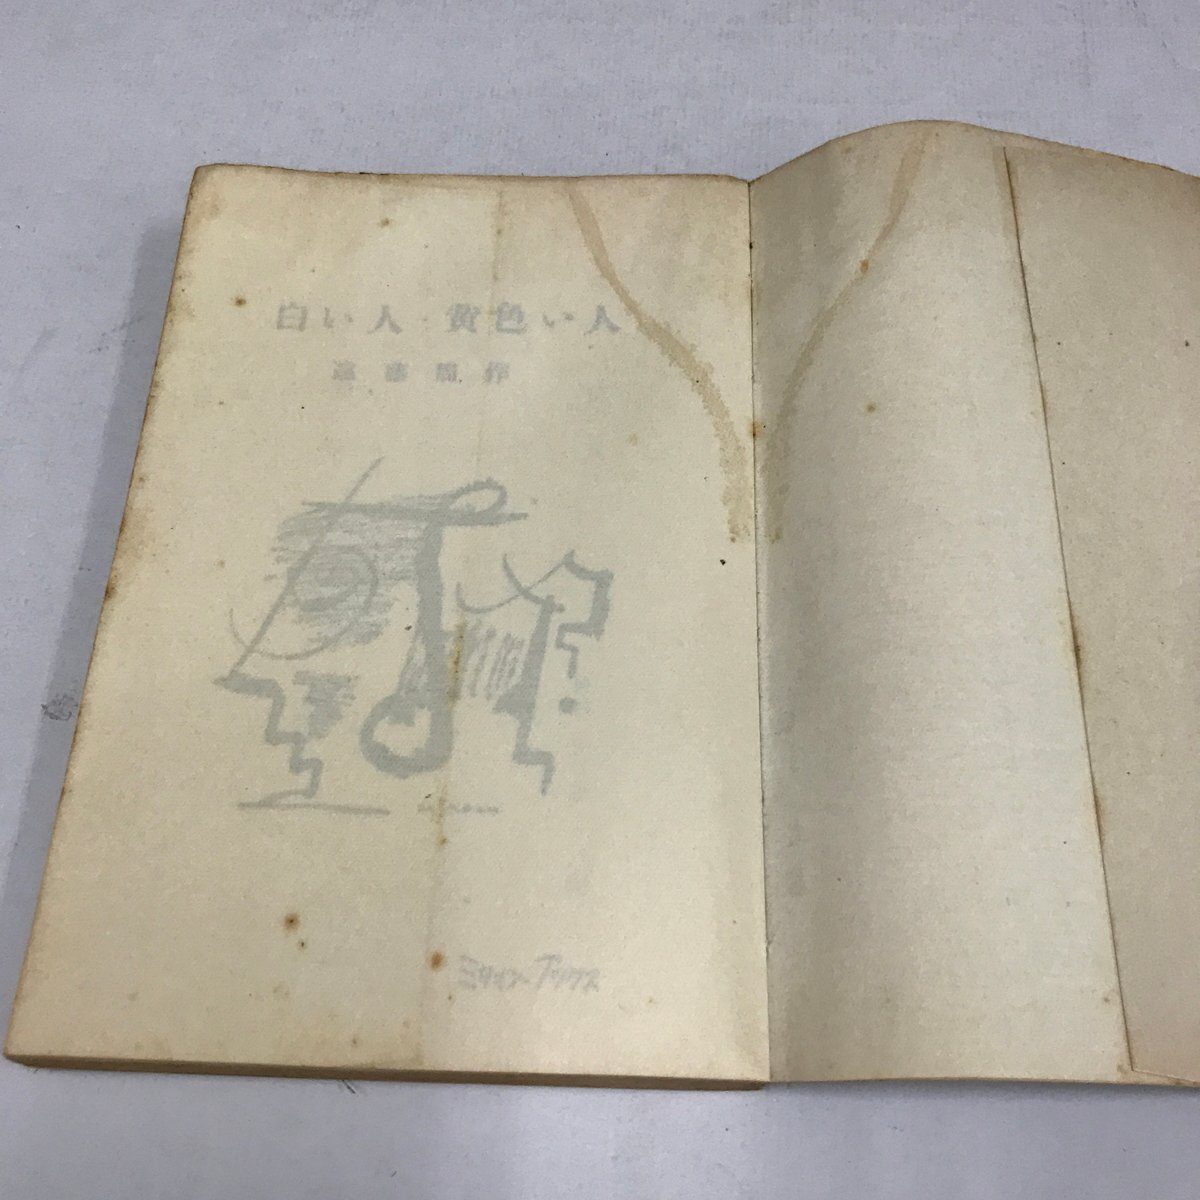 白い人・黄色い人
遠藤周作
ミリオン・ブックス